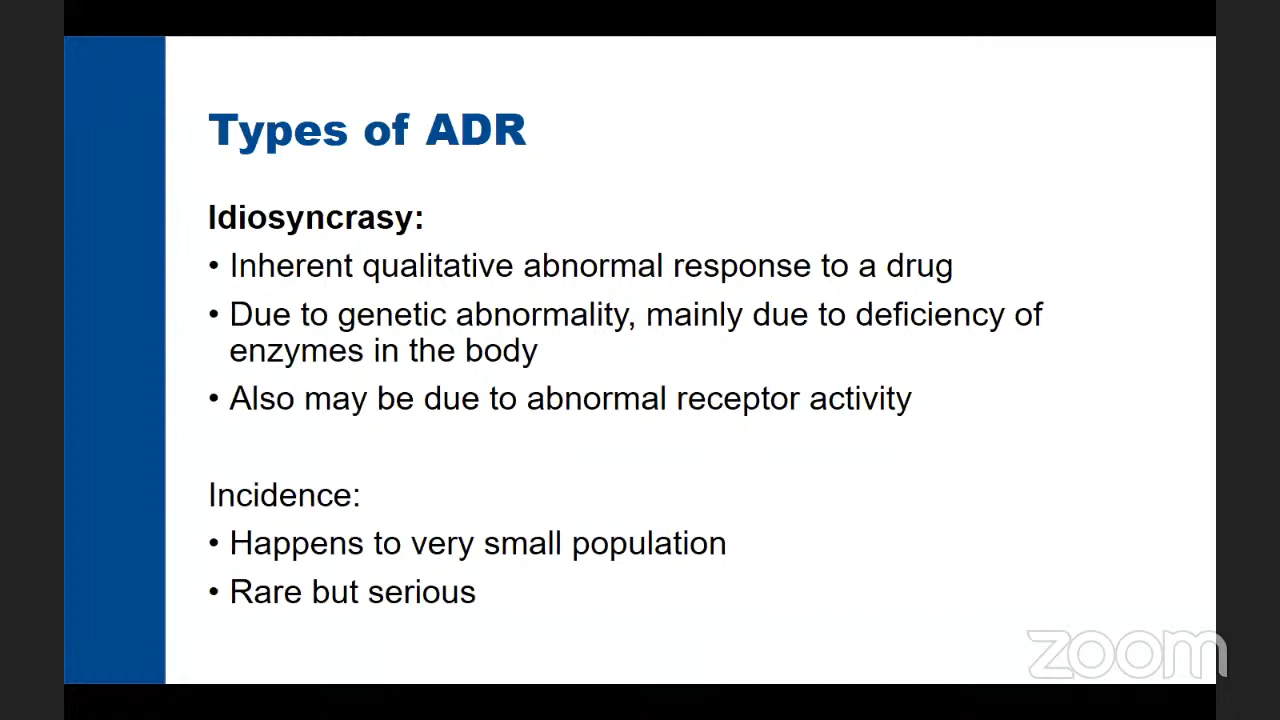 Types of ADR
Idiosyncrasy:
• Inherent qualitative abnormal response to a drug
• Due to genetic abnormality, mainly due to deficiency of
enzymes in the body
• Also may be due to abnormal receptor activity
Incidence:
• Happens to very small population
• Rare but serious
zoom